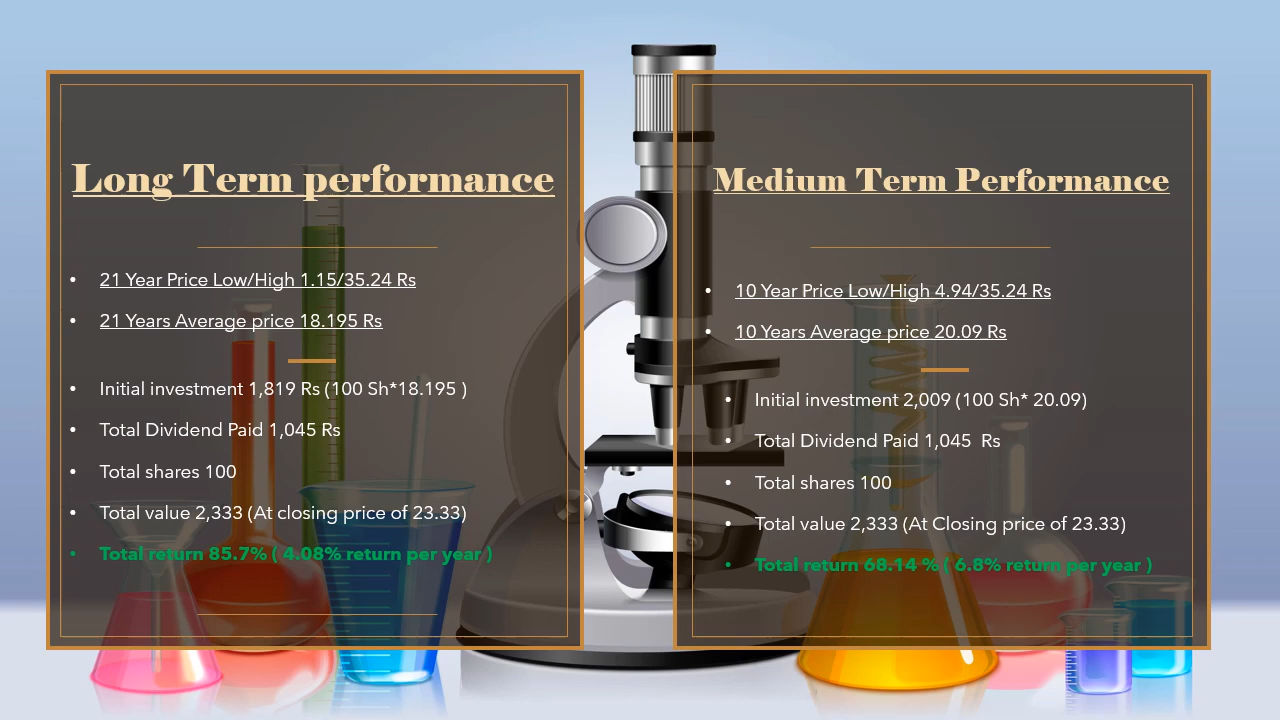 Long Term performance
• 21 Year Price Low/High 1.15/35.24 Rs
• 21 Years Average price 18.195 Rs
• Initial investment 1,819 Rs (100 Sh*18.195 )
• Total Dividend Paid 1,045 Rs
• Total shares 100
• Total value 2,333 (At closing price of 23.33)
• Total return 85.7% ( 4.08% return per year )
Medium Term Performance
• 10 Year Price Low/High 4.94/35.24 Rs
• 10 Years Average price 20.09 Rs
• Initial investment 2,009 (100 Sh* 20.09)
• Total Dividend Paid 1,045  Rs
• Total shares 100
• Total value 2,333 (At Closing price of 23.33)
• Total return 68.14 % ( 6.8% return per year )